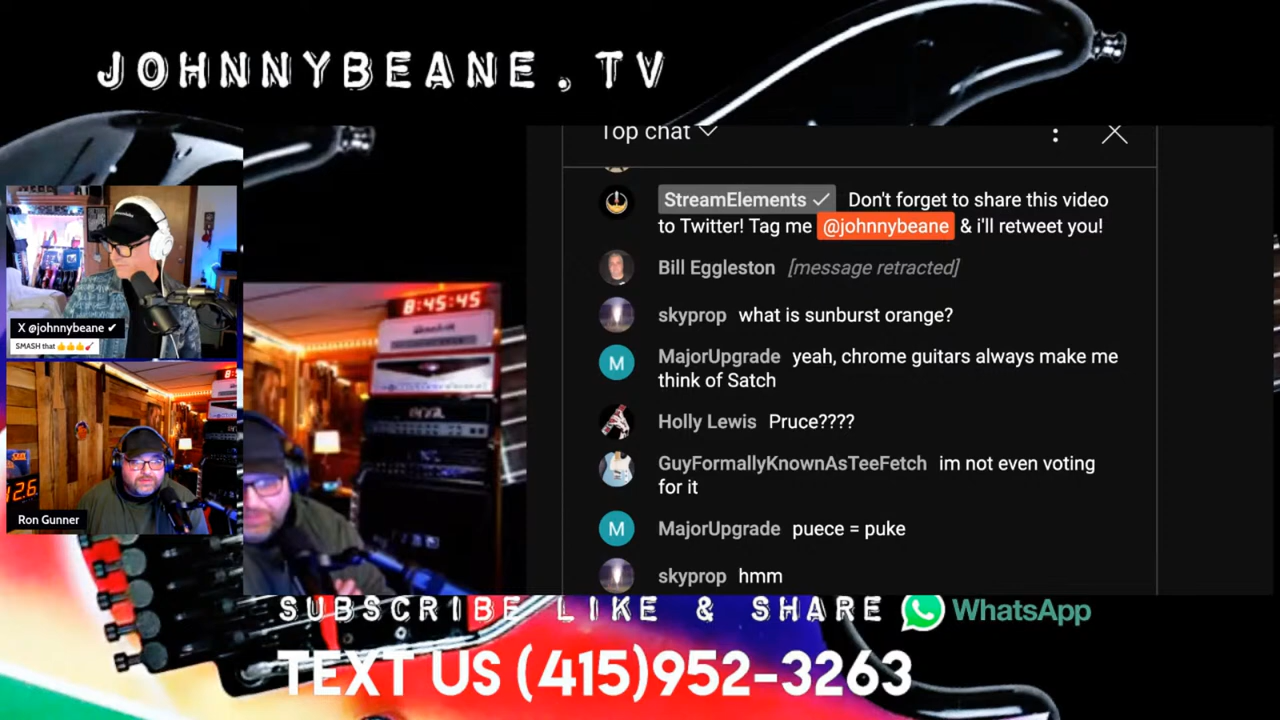 JOHNNYBEANE.TV
Top chat
StreamElements Don't forget to share this video
to Twitter! Tag me @johnnybeane & i'll retweet you!
Bill Eggleston [message retracted]
skyprop what is sunburst orange?
M MajorUpgrade yeah, chrome guitars always make me
think of Satch
Holly Lewis Pruce????
GuyFormallyKnownAsTeeFetch im not even voting
for it
M MajorUpgrade puece = puke
skyprop hmm
X @johnnybeane ✔
SMASH that 👍👍👍🎸
Ron Gunner
8:45:45
SUBSCRIBE LIKE & SHARE WhatsApp
TEXT US (415)952-3263